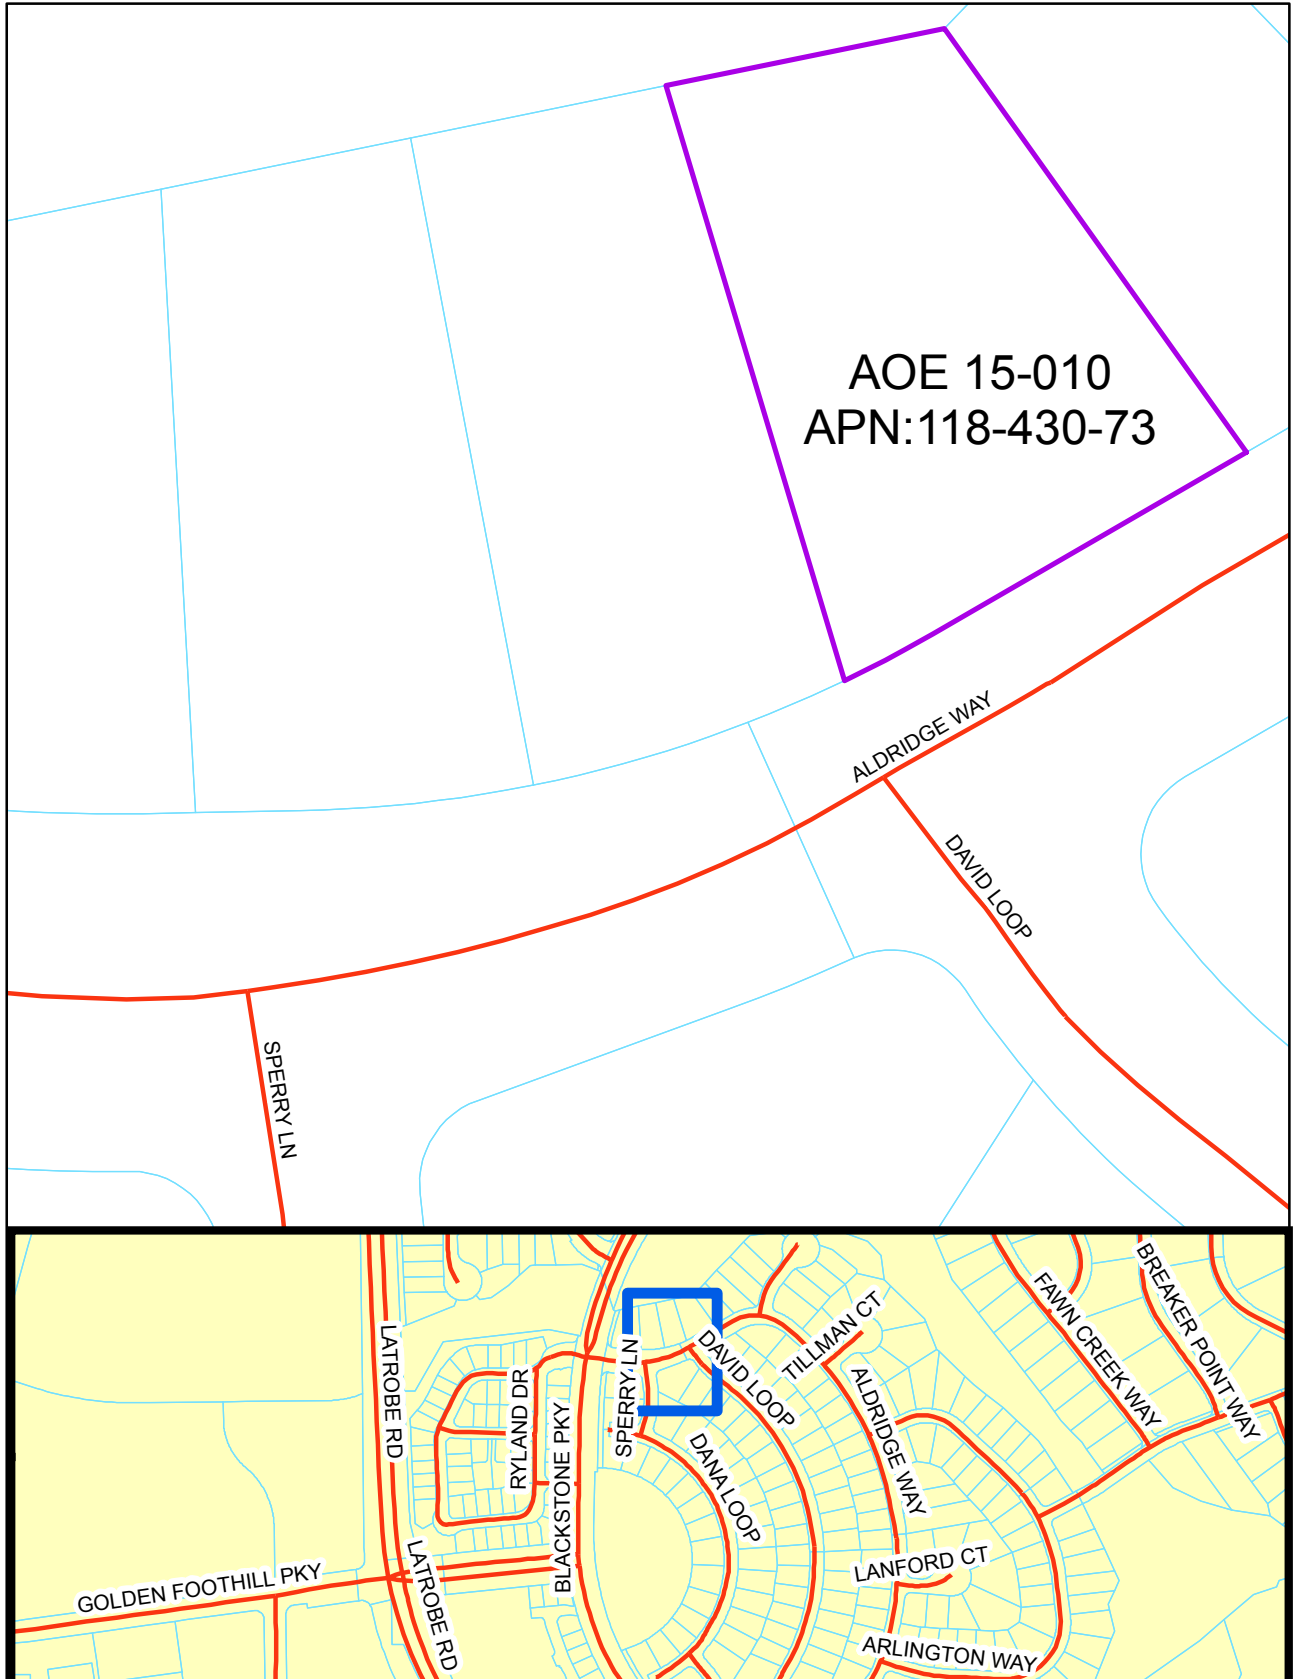 AOE 15-010
APN:118-430-73
ALDRIDGE WAY
DAVID LOOP
SPERRY LN
LATROBE RD
RYLAND DR
BLACKSTONE PKY
SPERRY LN
DAVID LOOP
TILLMAN CT
FAWN CREEK WAY
BREAKER POINT WAY
ALDRIDGE WAY
DANA LOOP
GOLDEN FOOTHILL PKY
LATROBE RD
LANFORD CT
ARLINGTON WAY